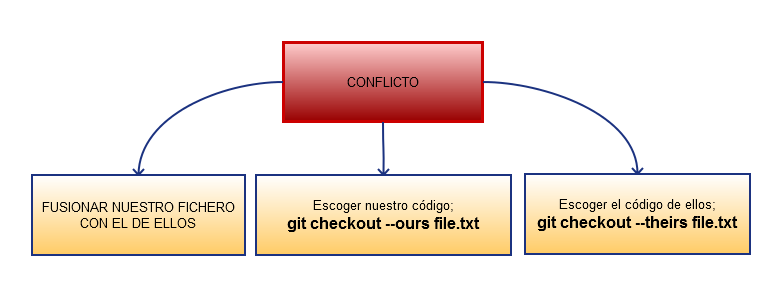 CONFLICTO
FUSIONAR NUESTRO FICHERO
CON EL DE ELLOS
Escoger nuestro código;
git checkout --ours file.txt
Escoger el código de ellos;
git checkout --theirs file.txt